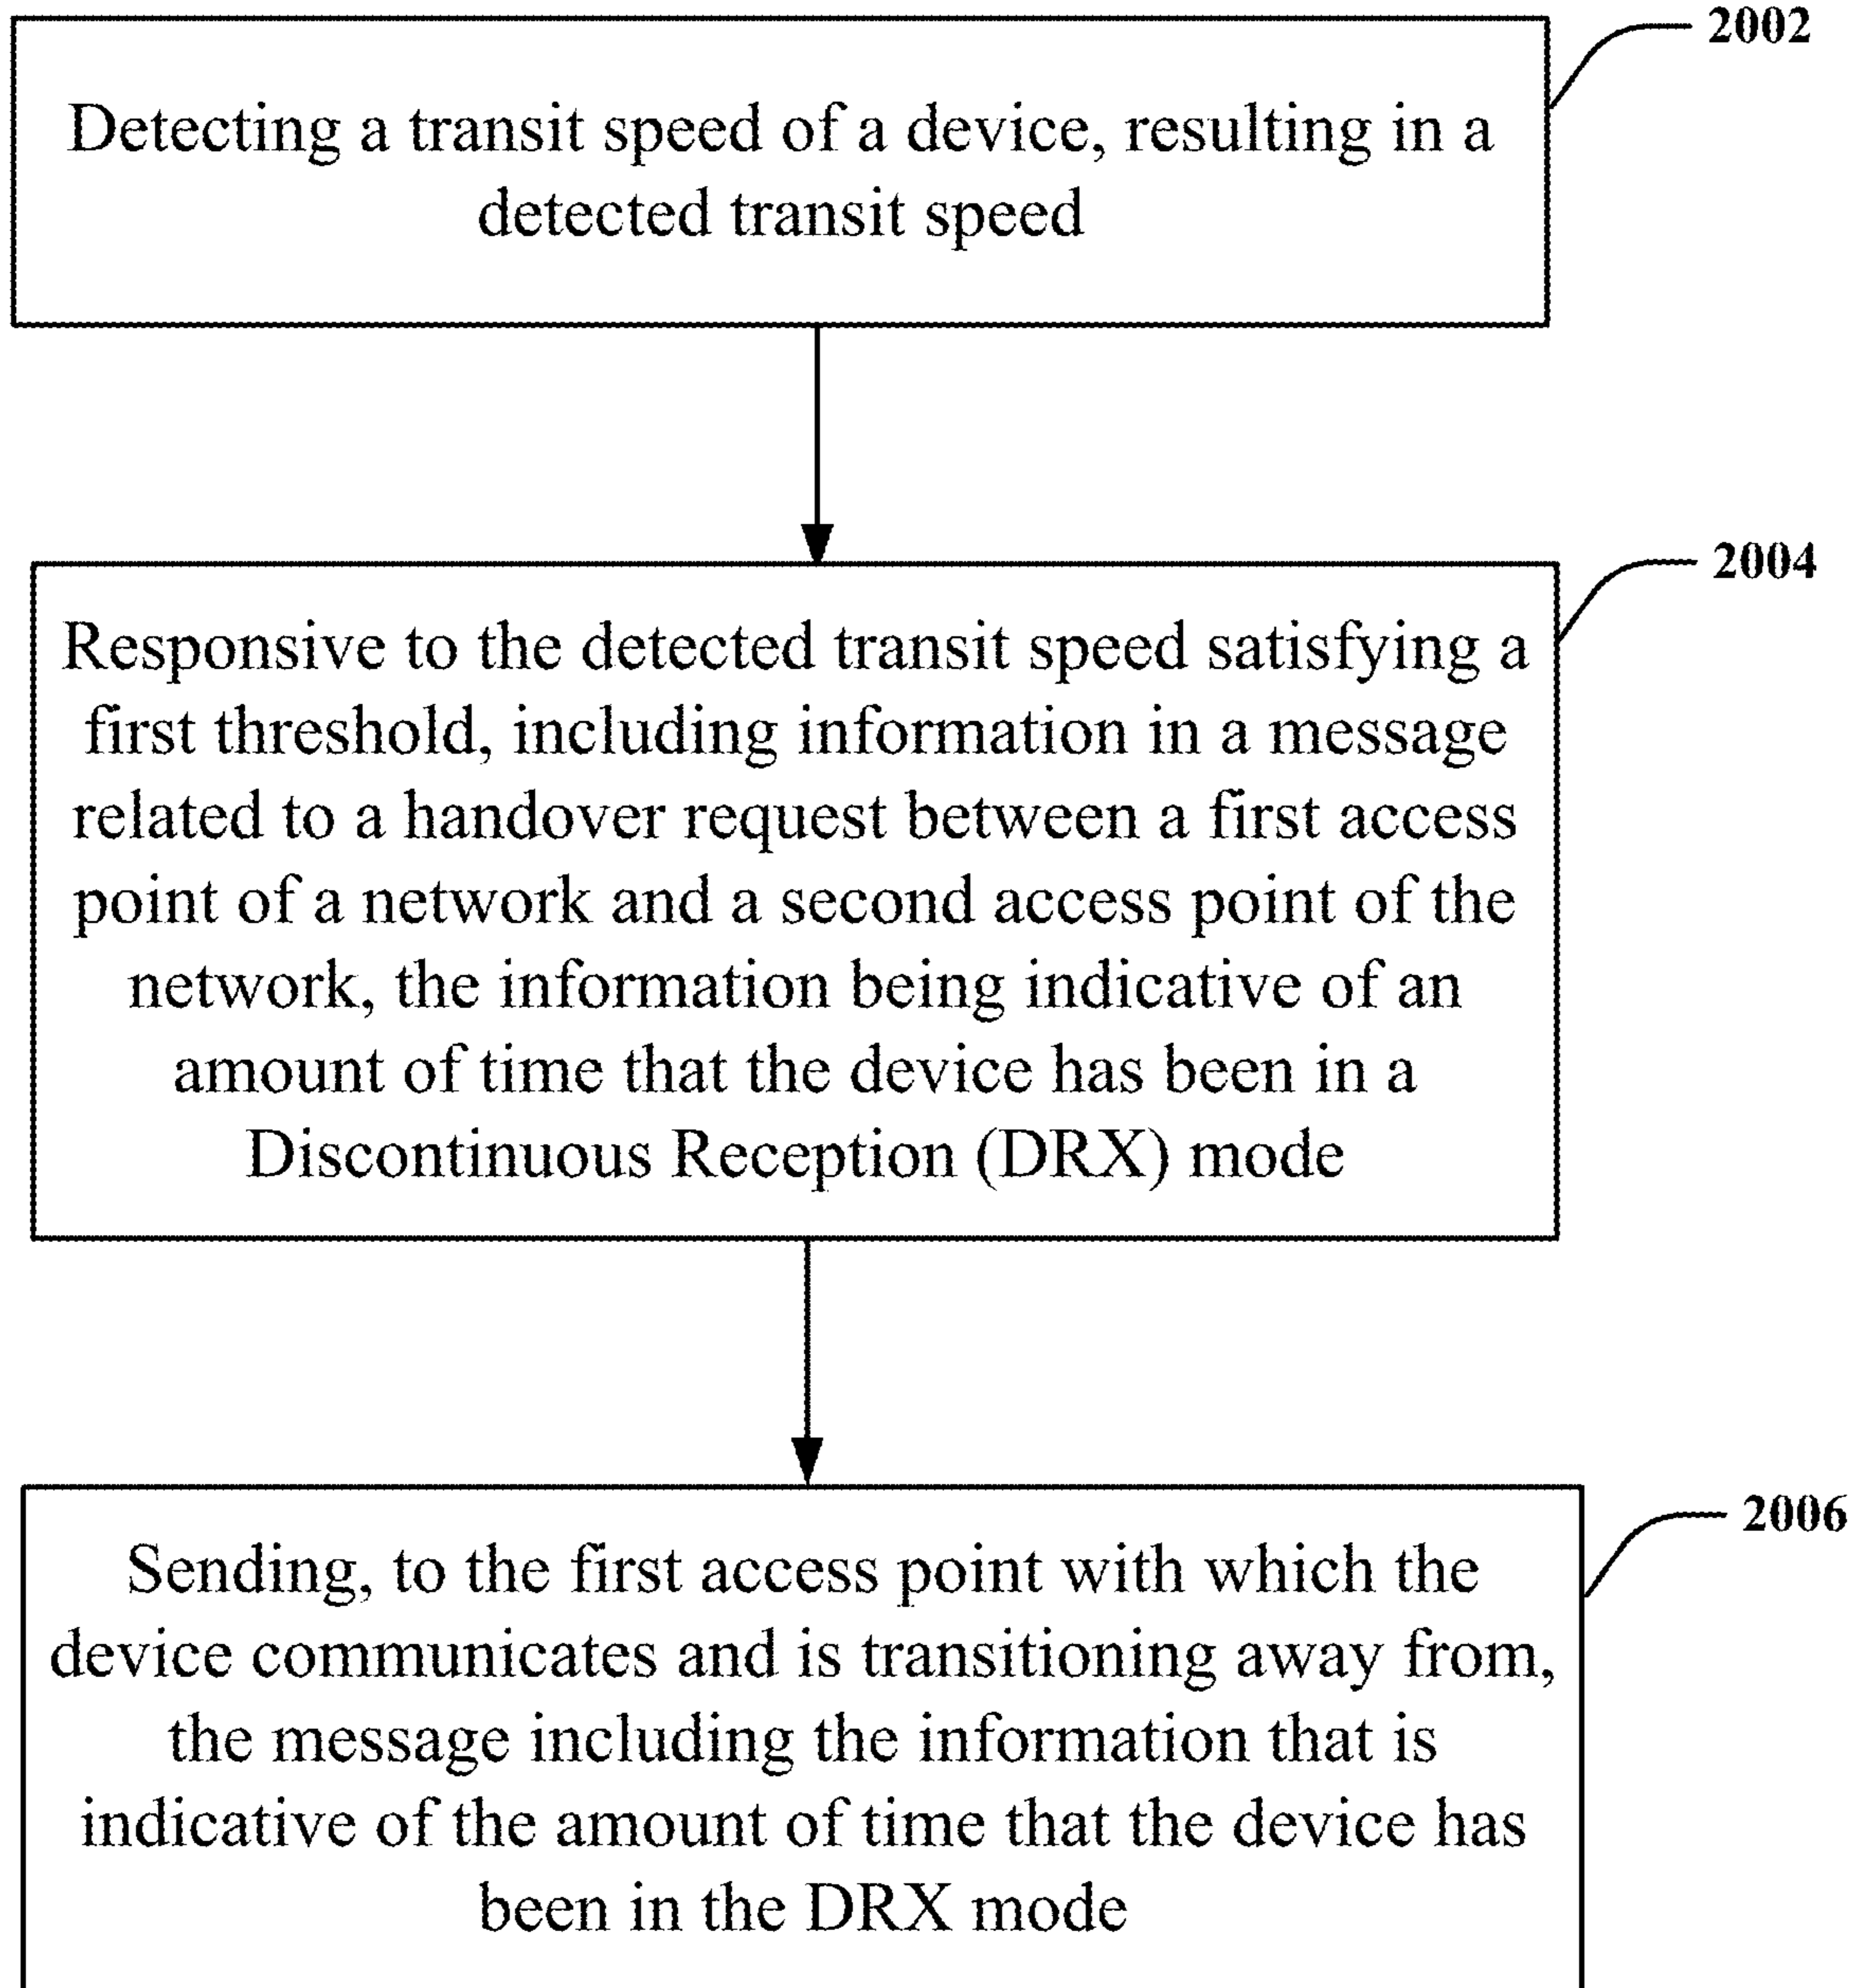 2002
Detecting a transit speed of a device, resulting in a
detected transit speed
2004
Responsive to the detected transit speed satisfying a
first threshold, including information in a message
related to a handover request between a first access
point of a network and a second access point of the
network, the information being indicative of an
amount of time that the device has been in a
Discontinuous Reception (DRX) mode
2006
Sending, to the first access point with which the
device communicates and is transitioning away from,
the message including the information that is
indicative of the amount of time that the device has
been in the DRX mode